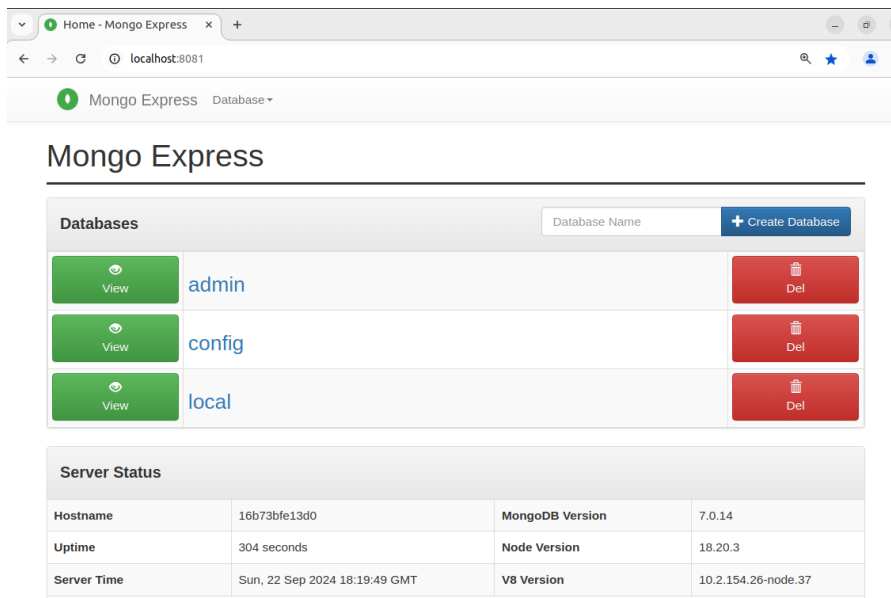 Home - Mongo Express
localhost:8081
Mongo Express Database
Mongo Express
Databases
Database Name
Create Database
View
admin
Del
View
config
Del
View
local
Del
Server Status
Hostname 16b73bfe13d0 MongoDB Version 7.0.14
Uptime 304 seconds Node Version 18.20.3
Server Time Sun, 22 Sep 2024 18:19:49 GMT V8 Version 10.2.154.26-node.37